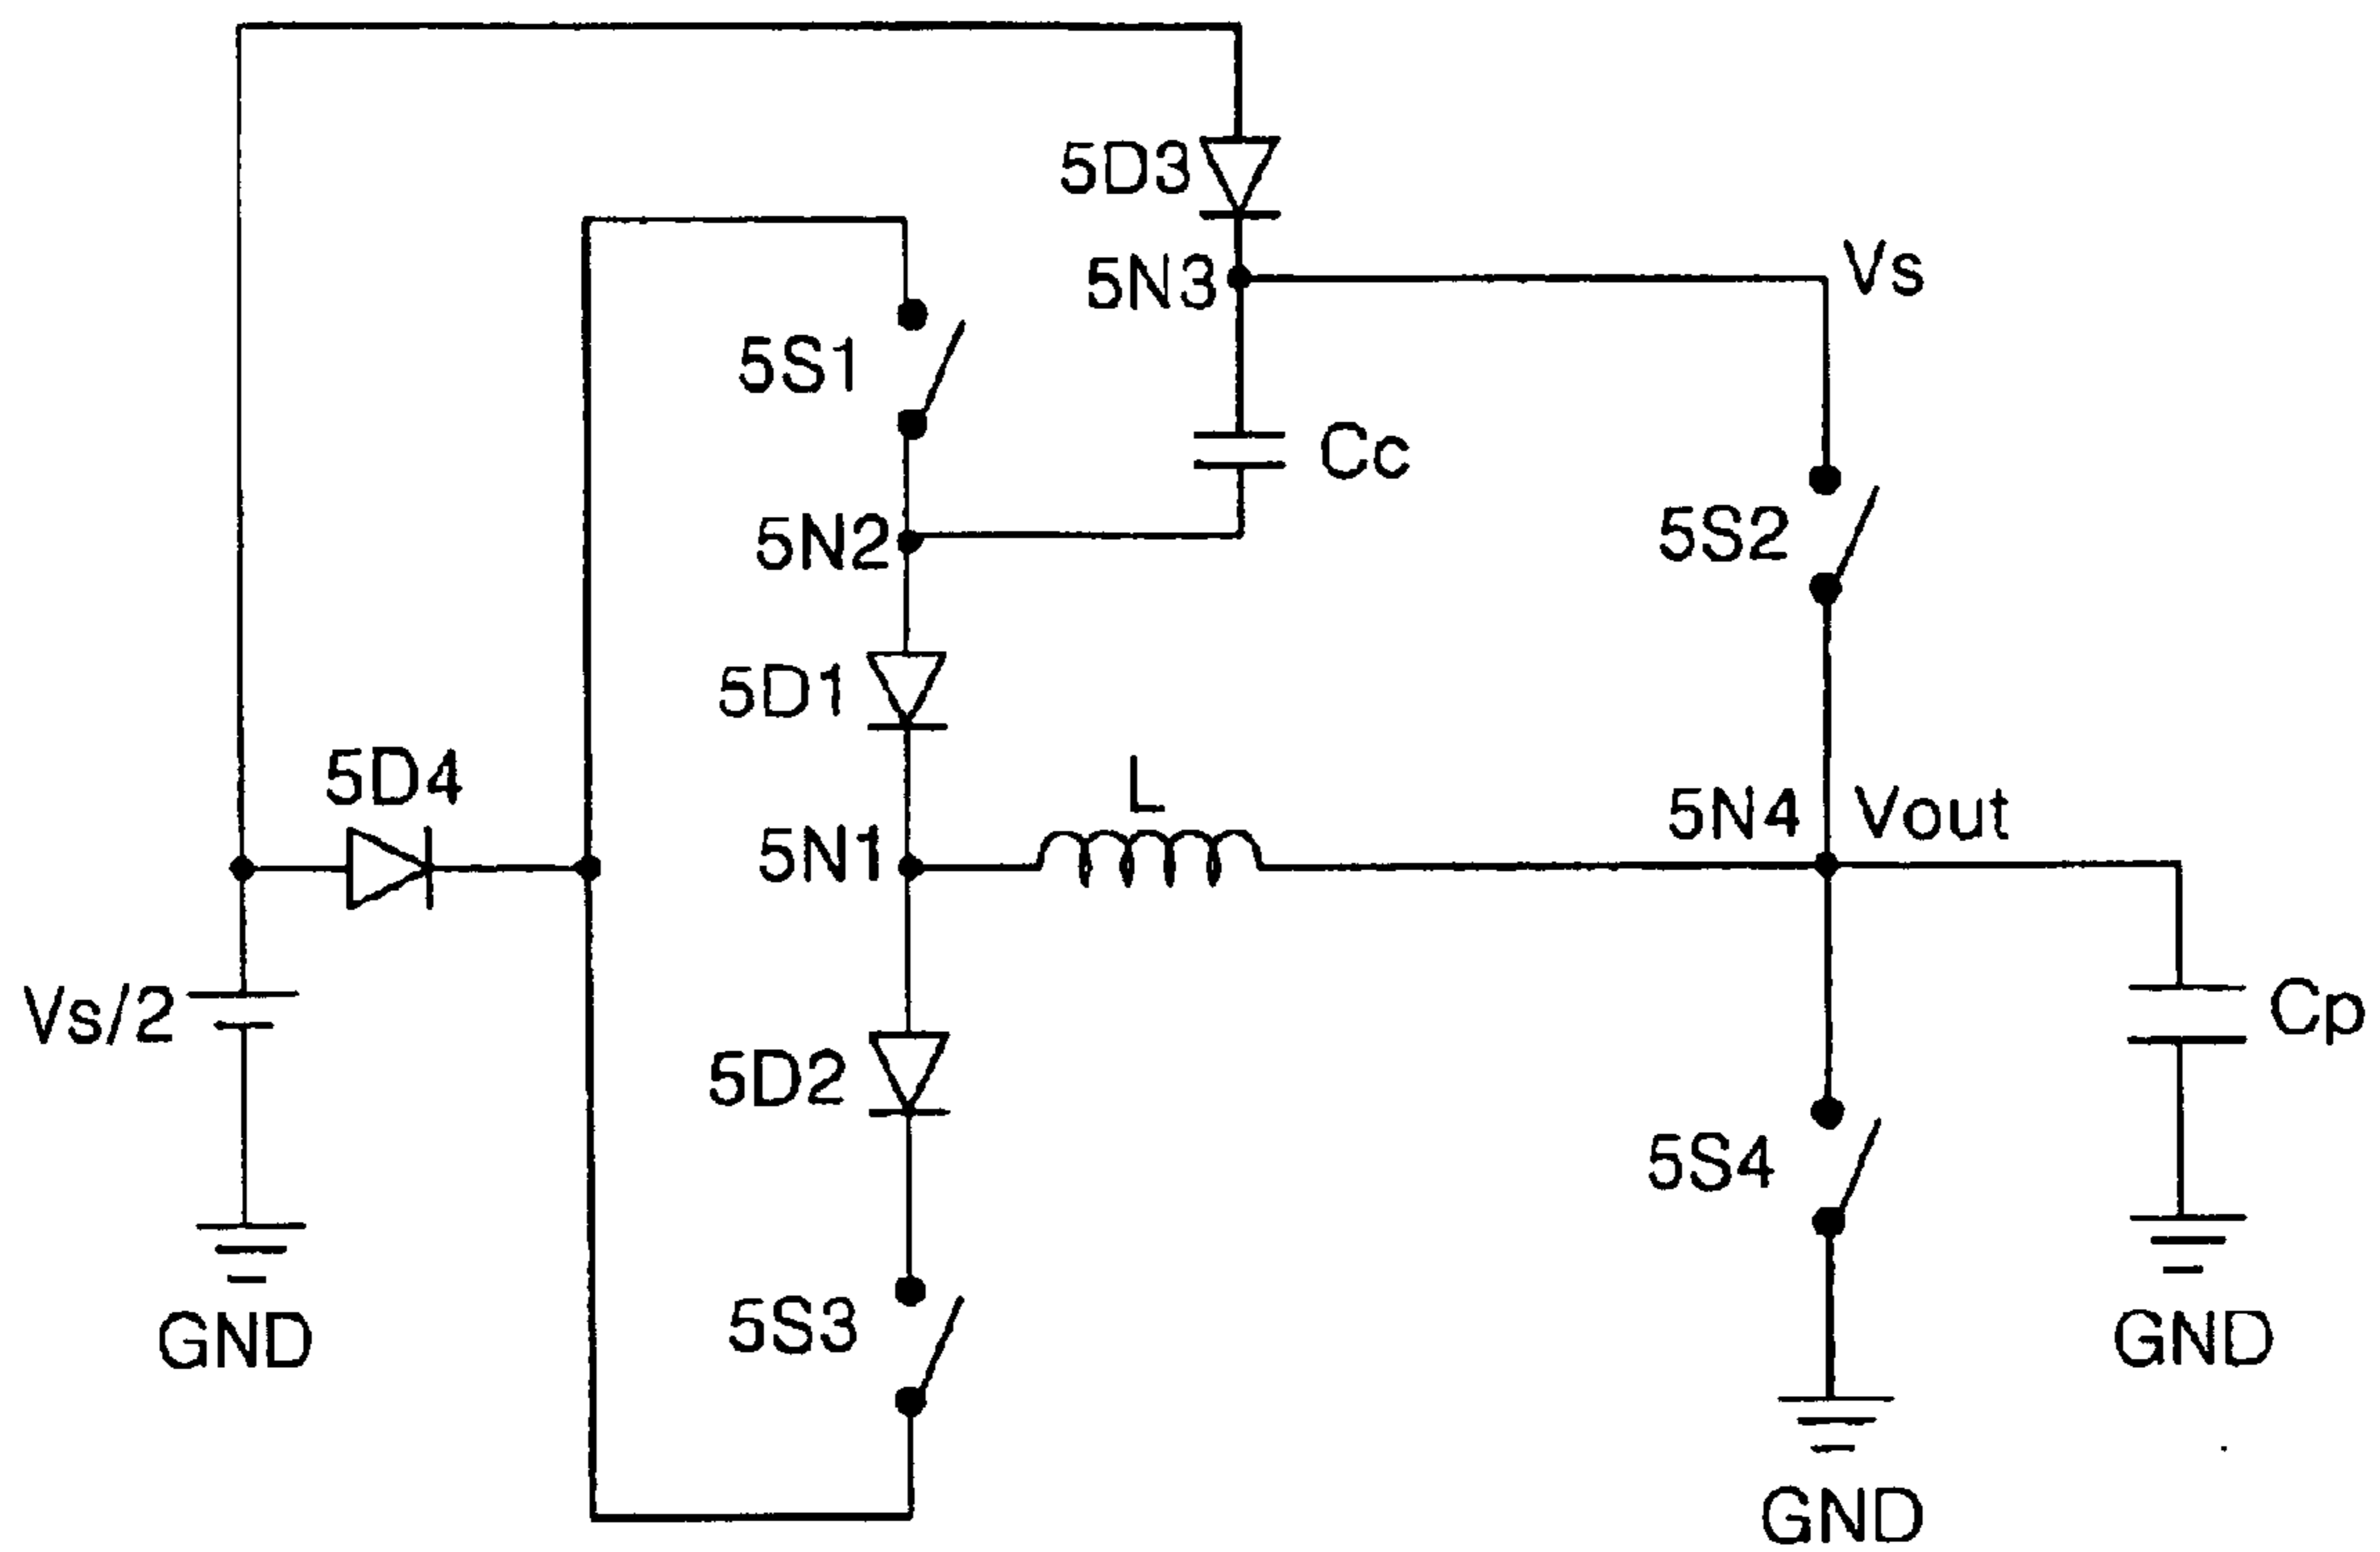 5D3
5N3
Vs
5S1
Cc
5N2
5S2
5D1
5D4
L
5N1
5N4
Vout
Vs/2
5D2
Cp
5S4
5S3
GND
GND
GND